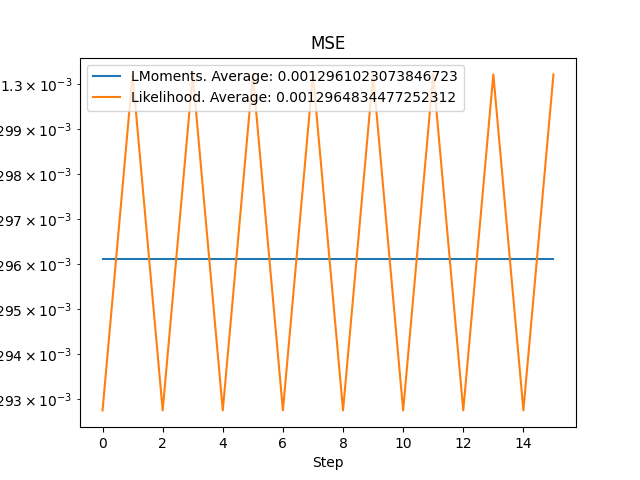 MSE
LMoments. Average: 0.0012961023073846723
Likelihood. Average: 0.0012964834477252312
1.3 × 10⁻³
299 × 10⁻³
298 × 10⁻³
297 × 10⁻³
296 × 10⁻³
295 × 10⁻³
294 × 10⁻³
293 × 10⁻³
0 2 4 6 8 10 12 14
Step